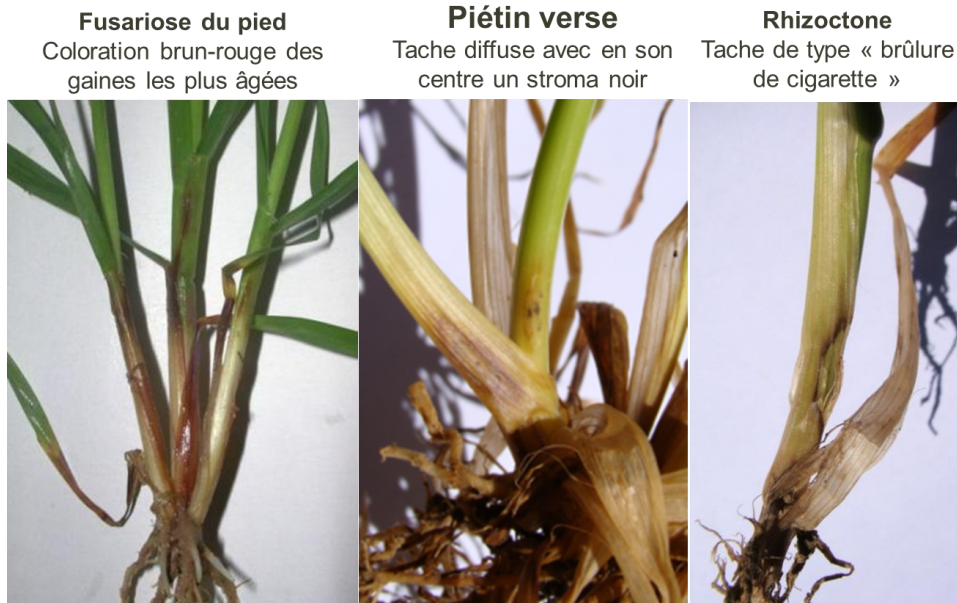 Fusariose du pied
Coloration brun-rouge des
gaines les plus âgées
Piétin verse
Tache diffuse avec en son
centre un stroma noir
Rhizoctone
Tache de type « brûlure
de cigarette »